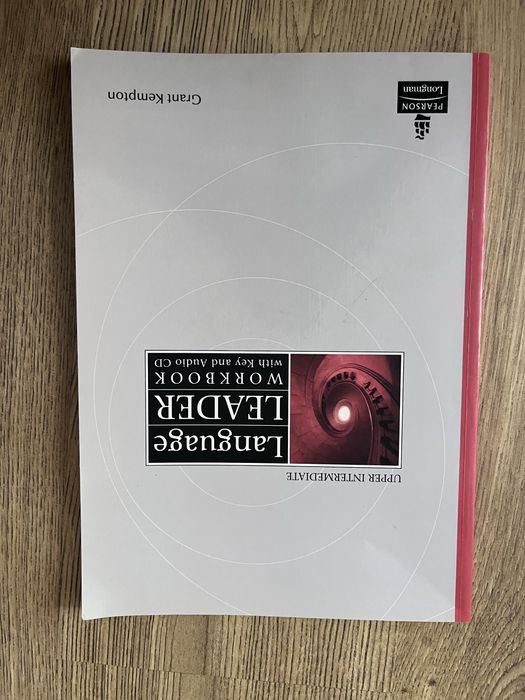 UPPER INTERMEDIATE
Language
LEADER
WORKBOOK
with Key and Audio CD
Grant Kempton
PEARSON
Longman